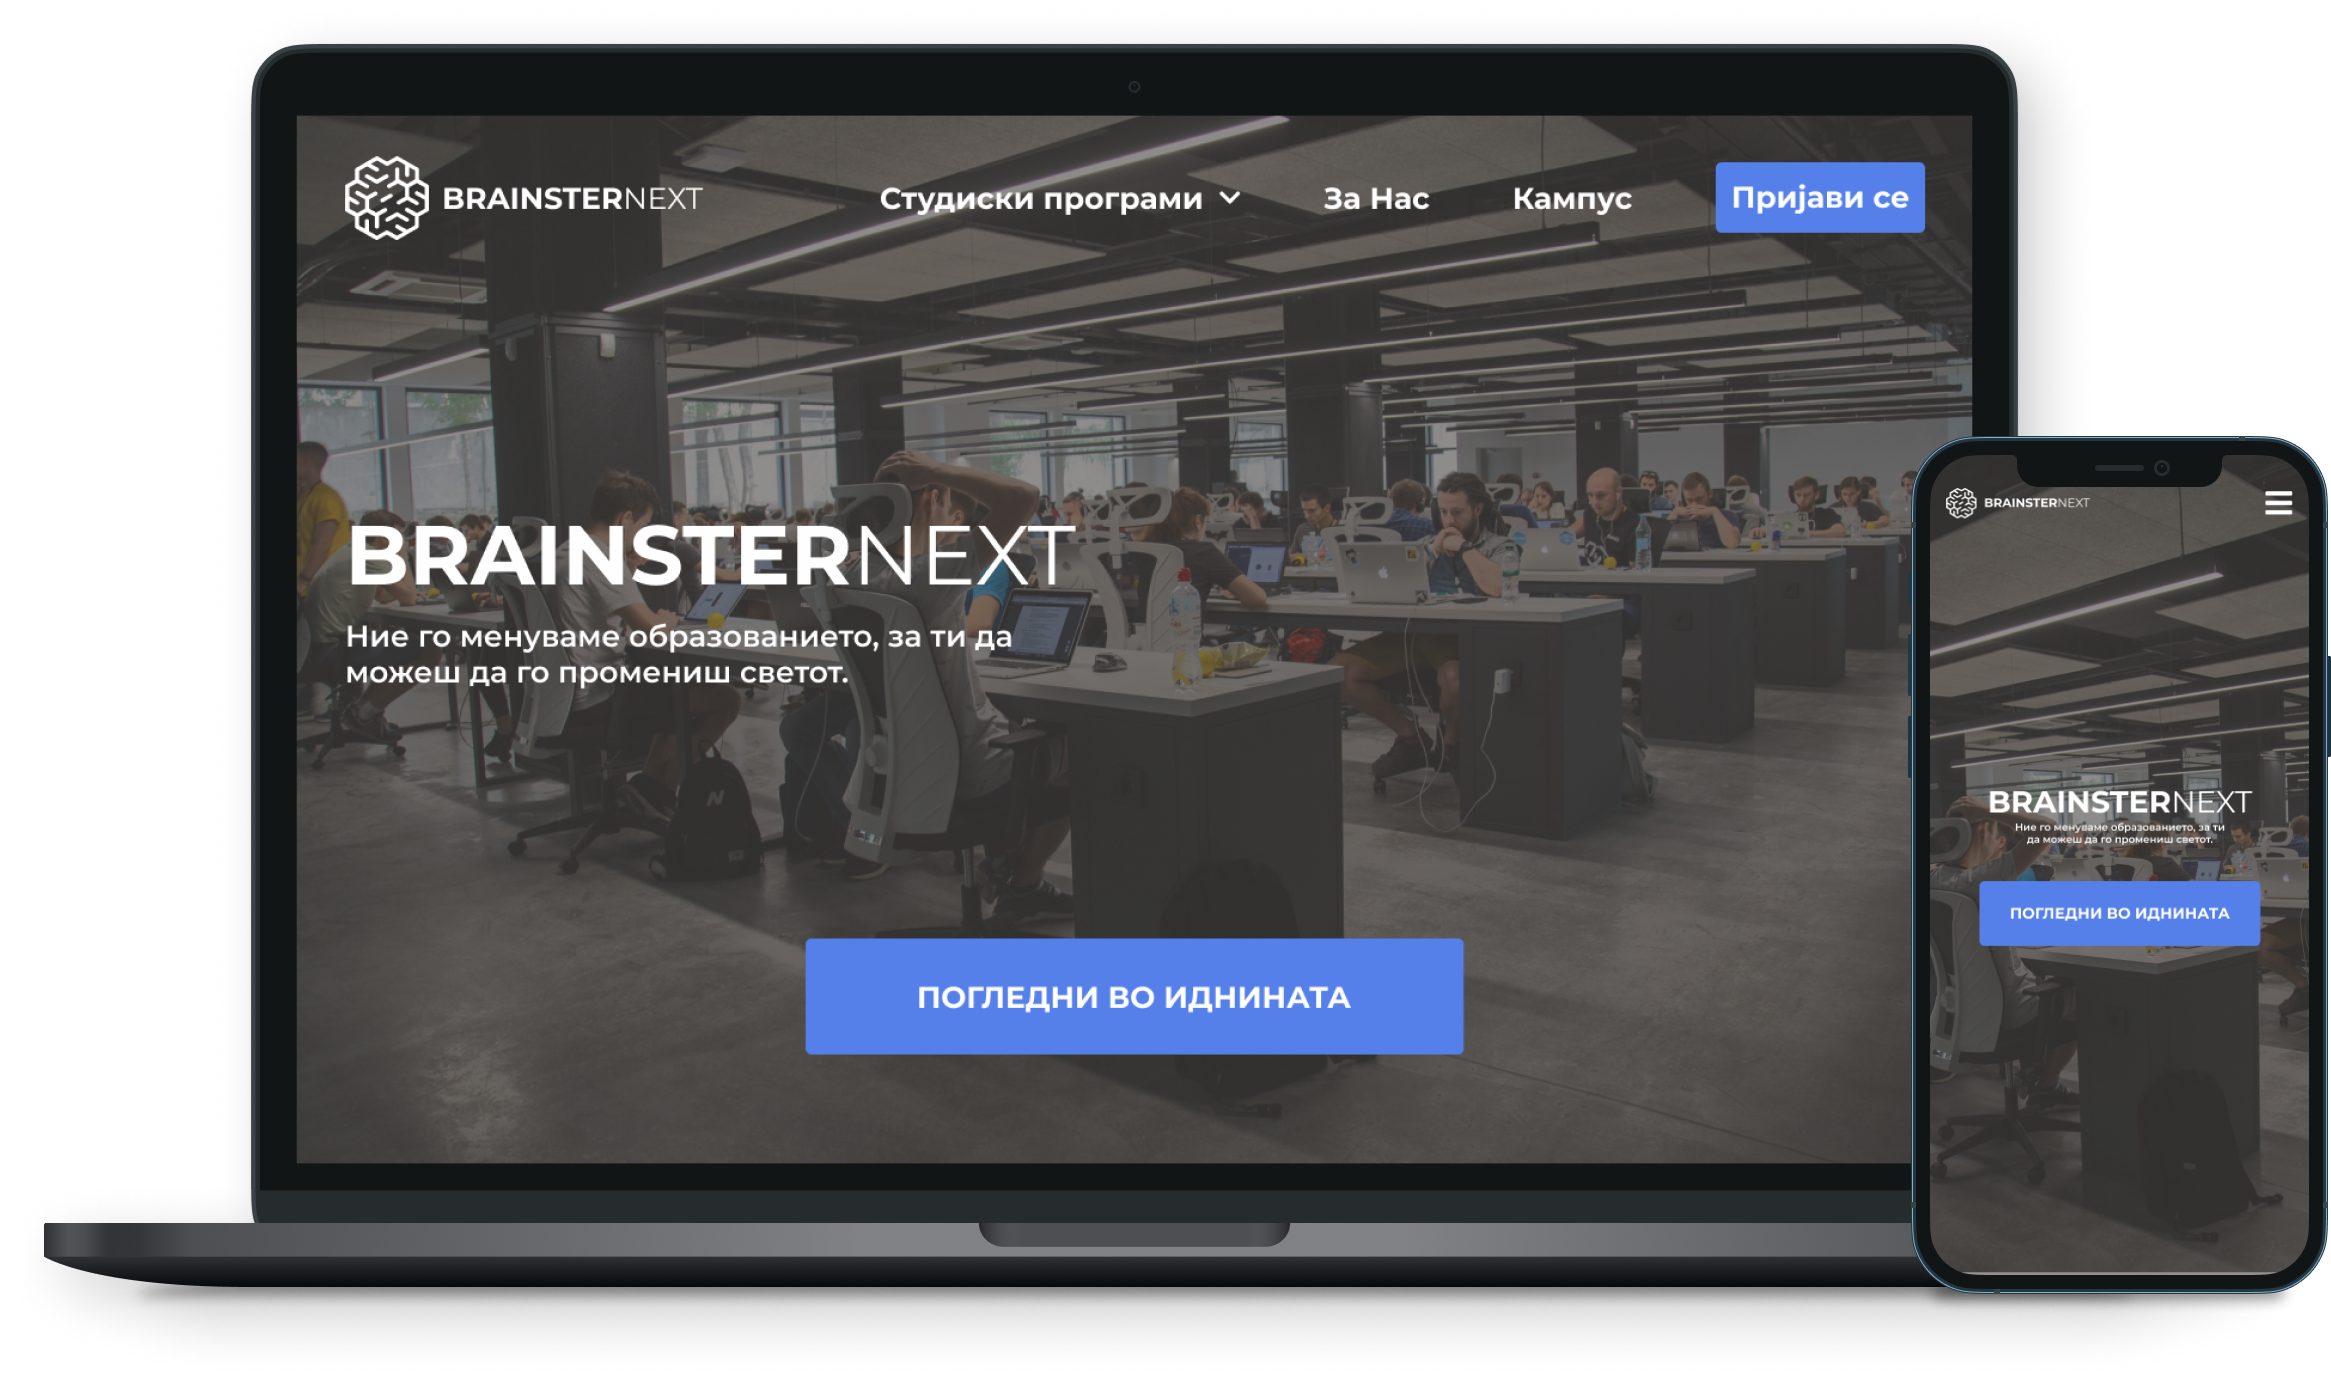 BRAINSTERNEXT
Студиски програми
За Нас
Кампус
Пријави се
BRAINSTERNEXT
Ние го менуваме образованието, за ти да
можеш да го промениш светот.
ПОГЛЕДНИ ВО ИДНИНАТА
BRAINSTERNEXT
BRAINSTERNEXT
Ние го менуваме образованието, за ти
да можеш да го промениш светот.
ПОГЛЕДНИ ВО ИДНИНАТА